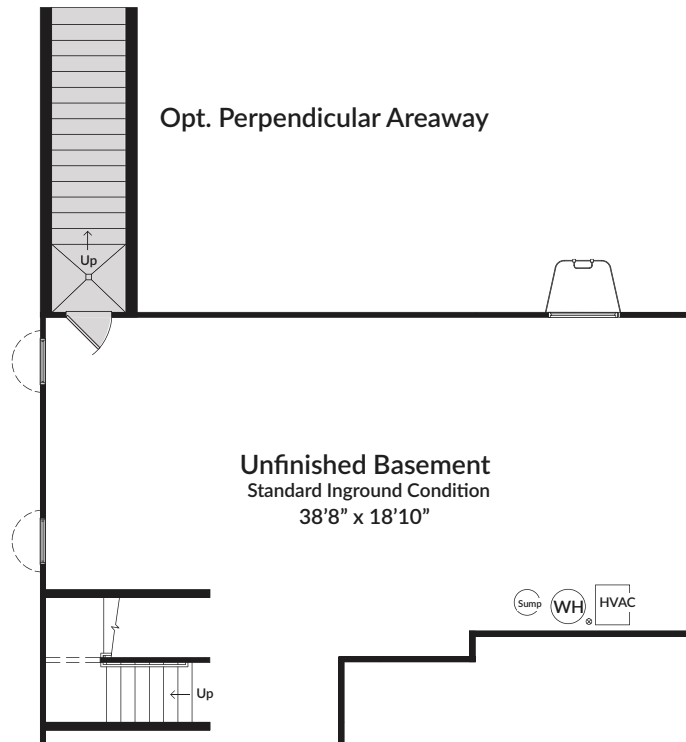 Opt. Perpendicular Areaway
Up
Unfinished Basement
Standard Inground Condition
38’8” x 18’10”
Sump
WH
HVAC
Up